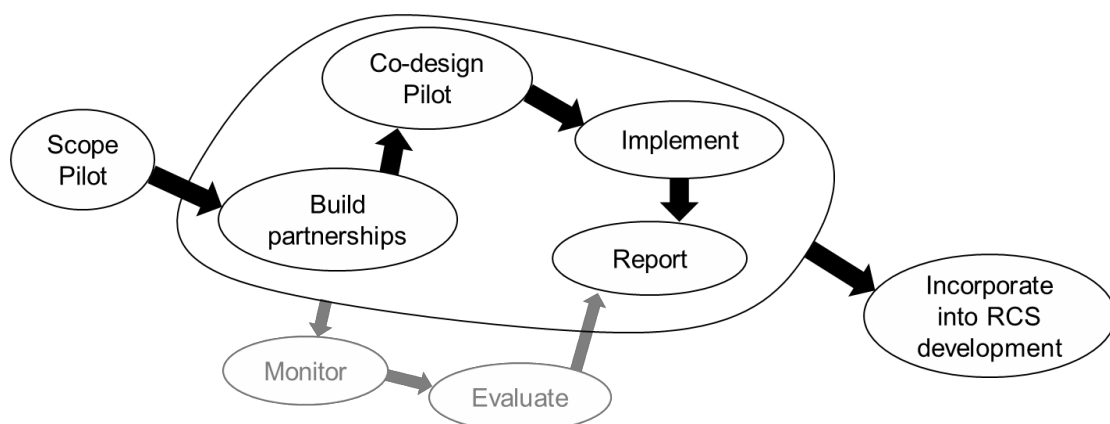 Scope
Pilot
Build
partnerships
Co-design
Pilot
Implement
Report
Monitor
Evaluate
Incorporate
into RCS
development